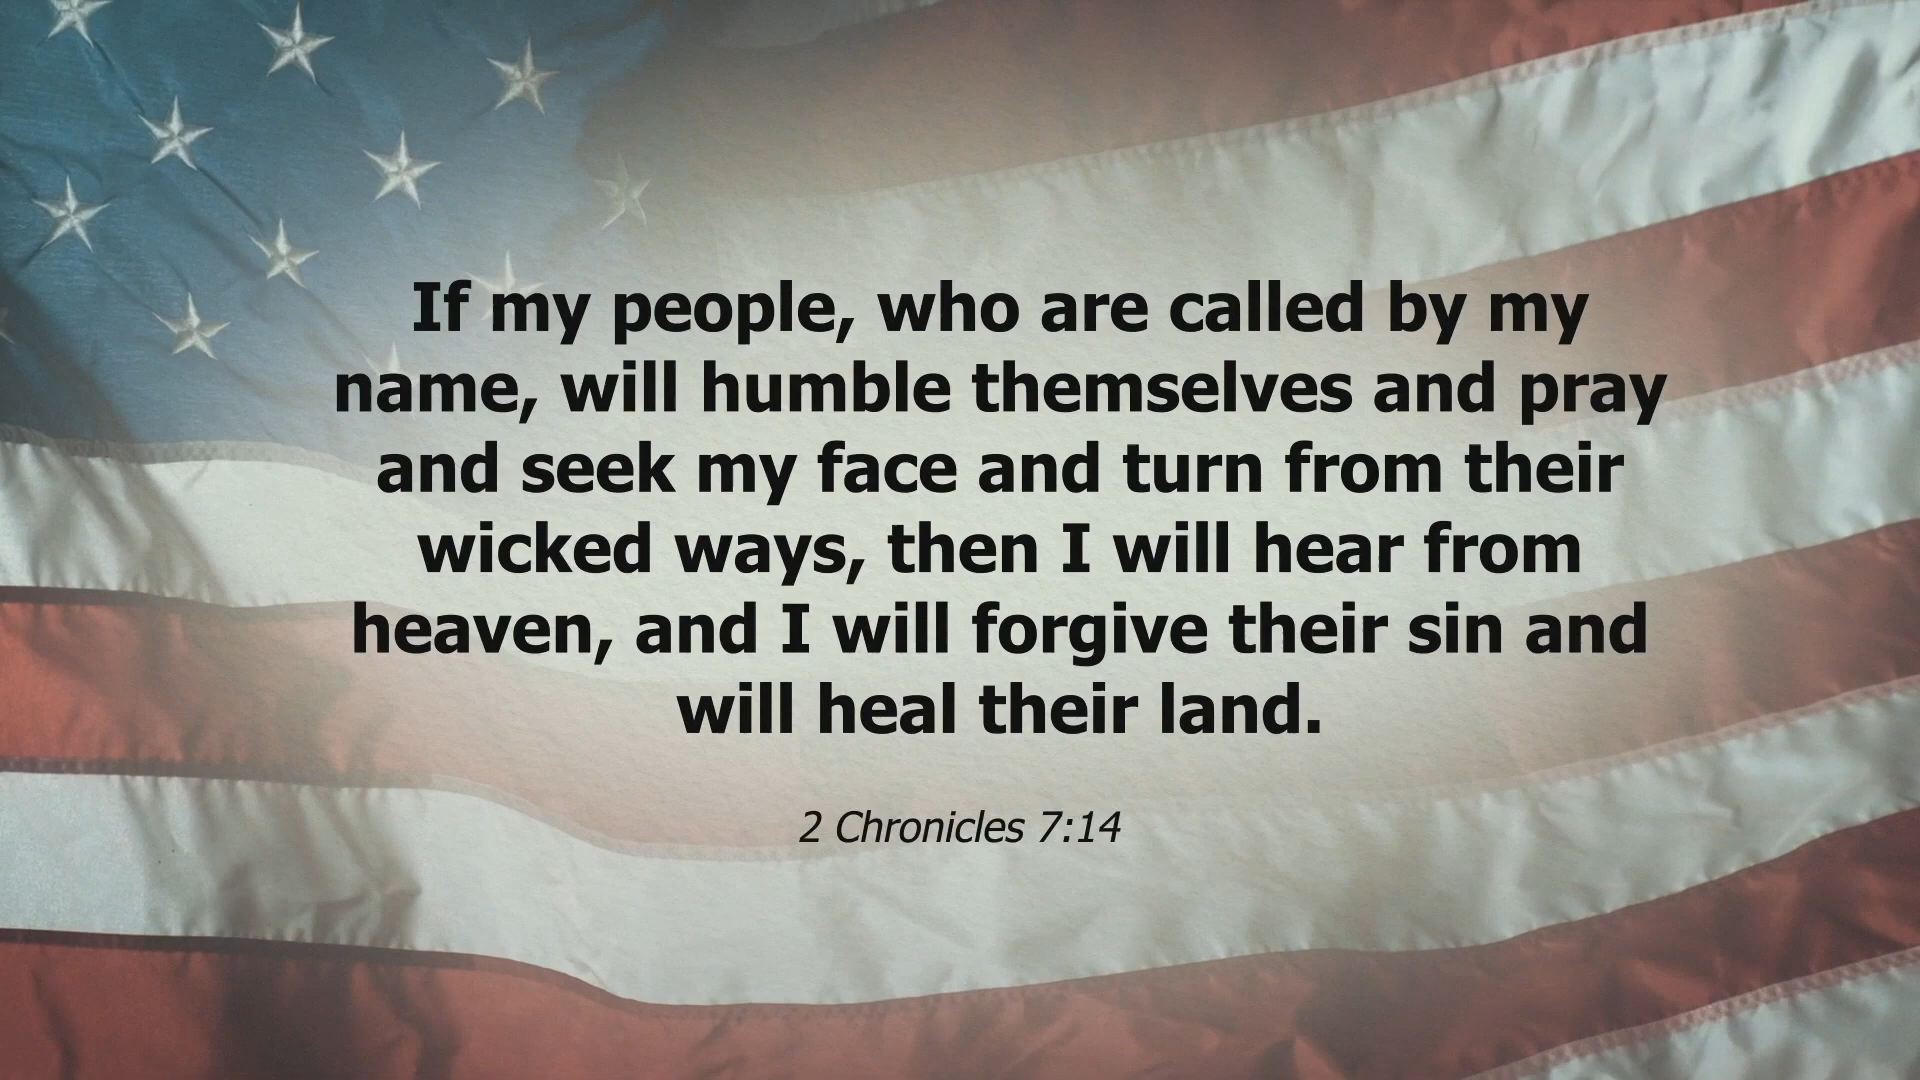 If my people, who are called by my
name, will humble themselves and pray
and seek my face and turn from their
wicked ways, then I will hear from
heaven, and I will forgive their sin and
will heal their land.
2 Chronicles 7:14